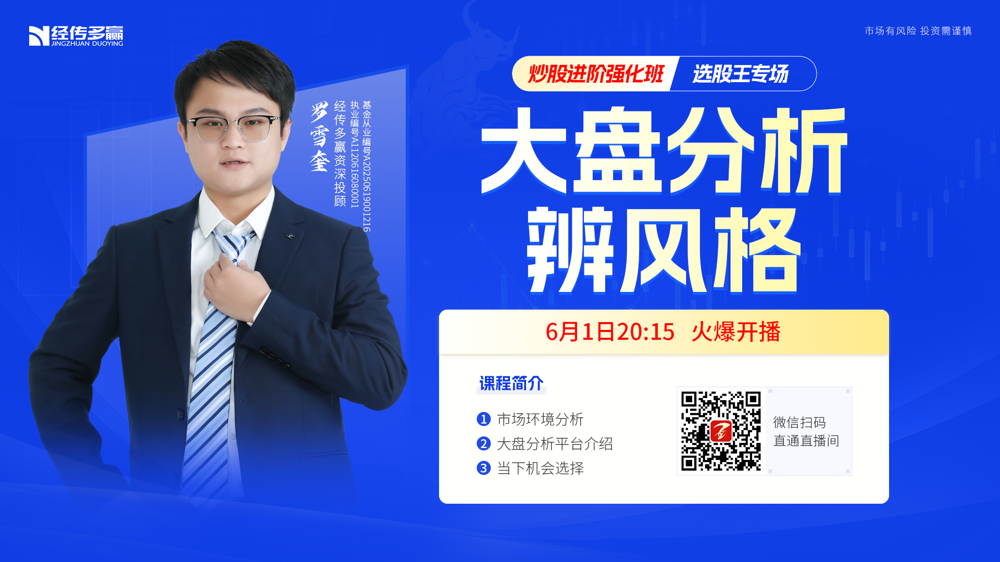 经传多赢
JINGZHUAN DUOYING
市场有风险 投资需谨慎
炒股进阶强化班
选股王专场
大盘分析
辨风格
罗雪奎
经传多赢资深投顾
执业编号A1120616080001
基金从业编号A20250619001216
6月1日20:15 火爆开播
课程简介
1 市场环境分析
2 大盘分析平台介绍
3 当下机会选择
微信扫码
直通直播间